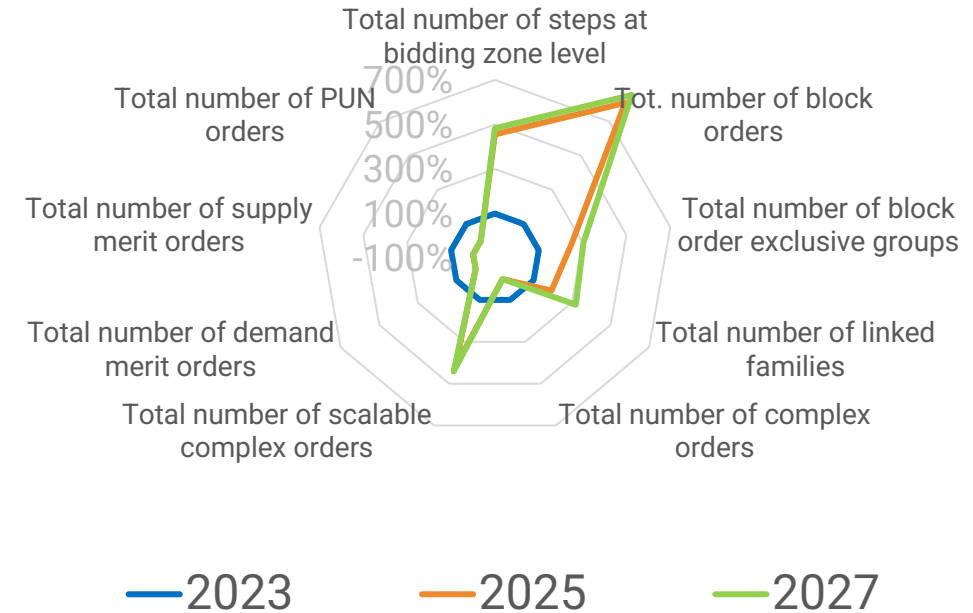 Total number of steps at
bidding zone level
700%
500%
300%
100%
-100%
Tot. number of block
orders
Total number of block
order exclusive groups
Total number of linked
families
Total number of complex
orders
Total number of scalable
complex orders
Total number of demand
merit orders
Total number of supply
merit orders
Total number of PUN
orders
2023
2025
2027